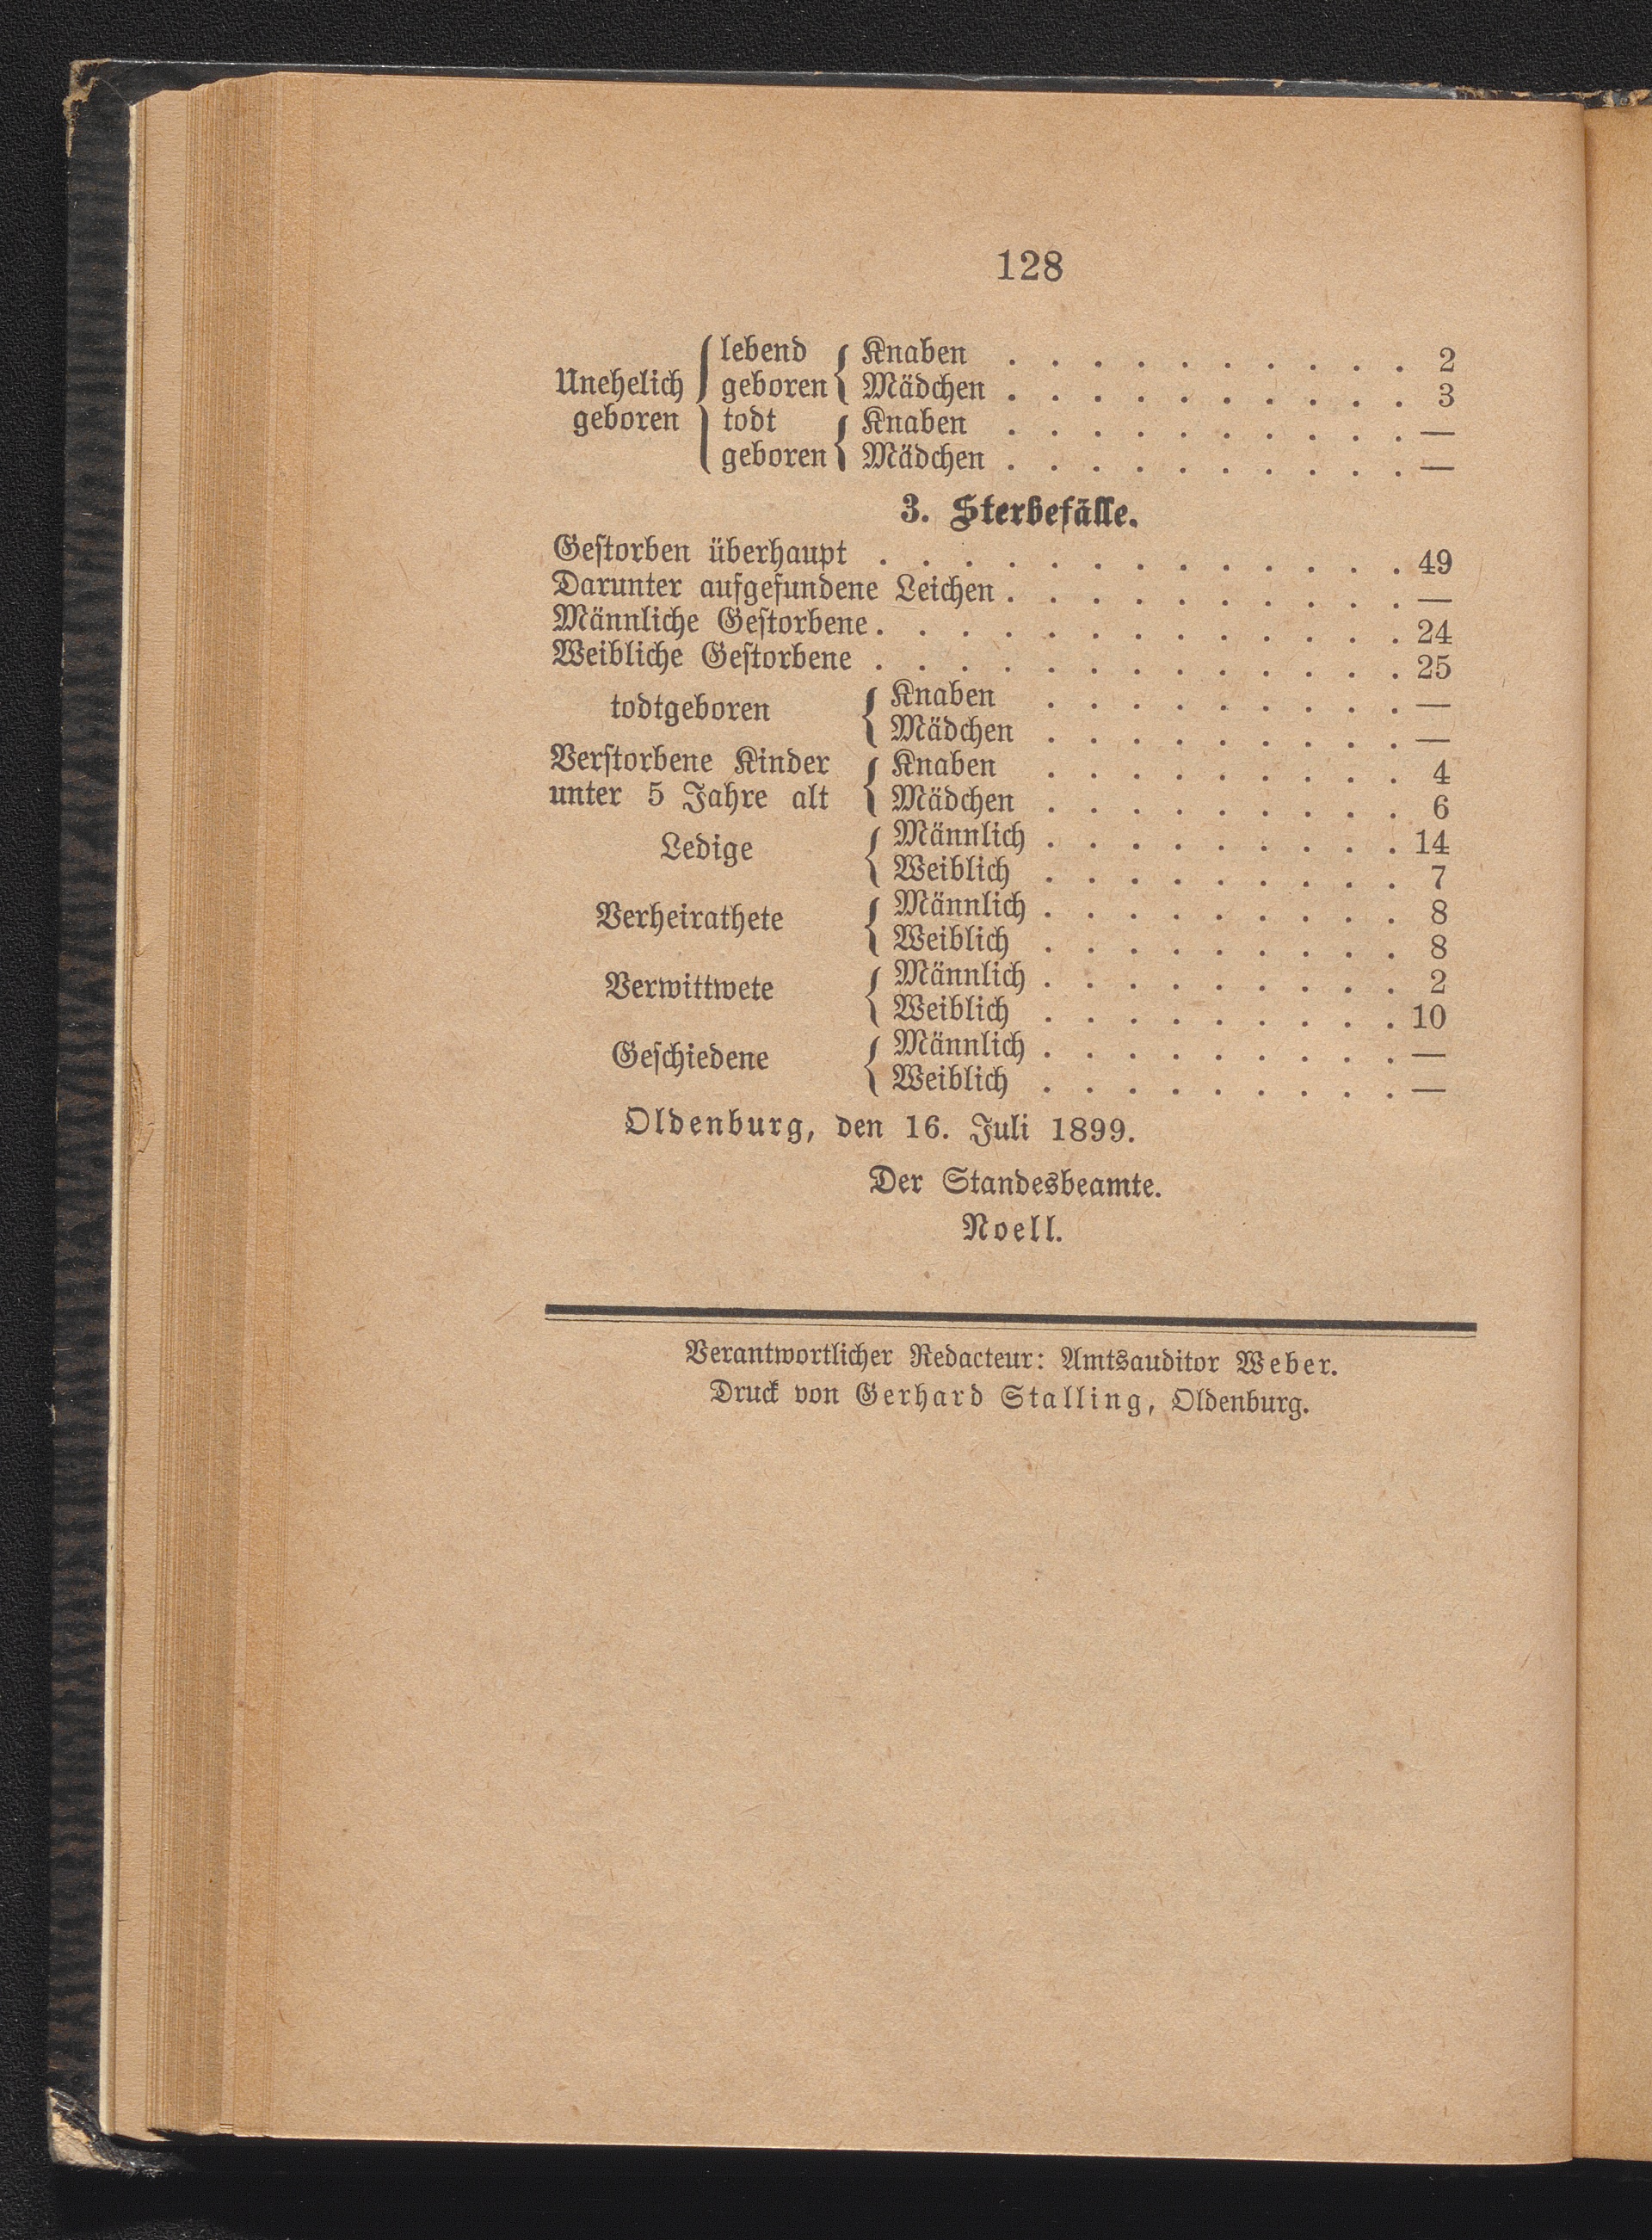 128
Unehelich geboren { lebend geboren { Knaben . . . . . . . . . . 2
Mädchen . . . . . . . . . . 3
todt geboren { Knaben . . . . . . . . . . —
Mädchen . . . . . . . . . . —
3. Sterbefälle.
Gestorben überhaupt . . . . . . . . . . . . . 49
Darunter aufgefundene Leichen . . . . . . . . . . —
Männliche Gestorbene . . . . . . . . . . . . . 24
Weibliche Gestorbene . . . . . . . . . . . . . 25
todtgeboren { Knaben . . . . . . . . . —
Mädchen . . . . . . . . . —
Verstorbene Kinder unter 5 Jahre alt { Knaben . . . . . . . . . 4
Mädchen . . . . . . . . . 6
Ledige { Männlich . . . . . . . . . 14
Weiblich . . . . . . . . . 7
Verheirathete { Männlich . . . . . . . . . 8
Weiblich . . . . . . . . . 8
Verwittwete { Männlich . . . . . . . . . 2
Weiblich . . . . . . . . . 10
Geschiedene { Männlich . . . . . . . . . —
Weiblich . . . . . . . . . —
Oldenburg, den 16. Juli 1899.
Der Standesbeamte.
Noell.
Verantwortlicher Redacteur: Amtsauditor Weber.
Druck von Gerhard Stalling, Oldenburg.